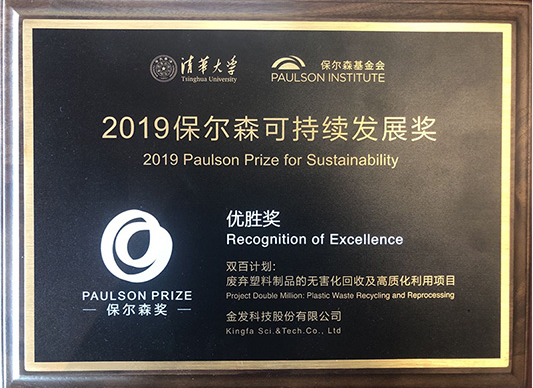 清华大学
Tsinghua University
保尔森基金会
PAULSON INSTITUTE
2019保尔森可持续发展奖
2019 Paulson Prize for Sustainability
优胜奖
Recognition of Excellence
双百计划:
废弃塑料制品的无害化回收及高质化利用项目
Project Double Million: Plastic Waste Recycling and Reprocessing
金发科技股份有限公司
Kingfa Sci.&Tech.Co., Ltd
PAULSON PRIZE
保尔森奖